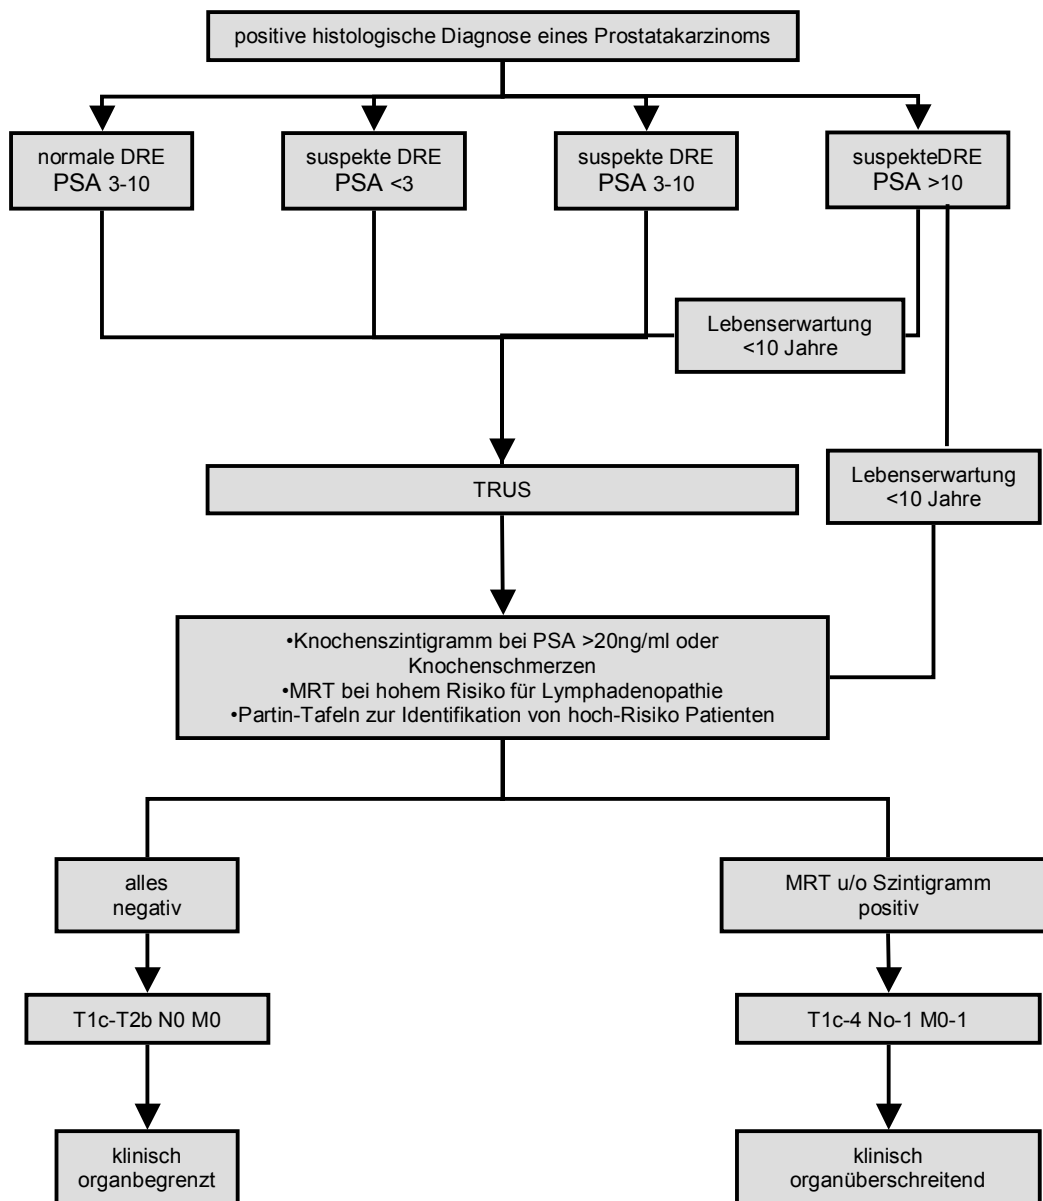 positive histologische Diagnose eines Prostatakarzinoms
normale DRE
PSA 3-10
suspekte DRE
PSA <3
suspekte DRE
PSA 3-10
suspekteDRE
PSA >10
Lebenserwartung
<10 Jahre
Lebenserwartung
<10 Jahre
TRUS
•Knochenszintigramm bei PSA >20ng/ml oder
Knochenschmerzen
•MRT bei hohem Risiko für Lymphadenopathie
•Partin-Tafeln zur Identifikation von hoch-Risiko Patienten
alles
negativ
MRT u/o Szintigramm
positiv
T1c-T2b N0 M0
T1c-4 No-1 M0-1
klinisch
organbegrenzt
klinisch
organüberschreitend